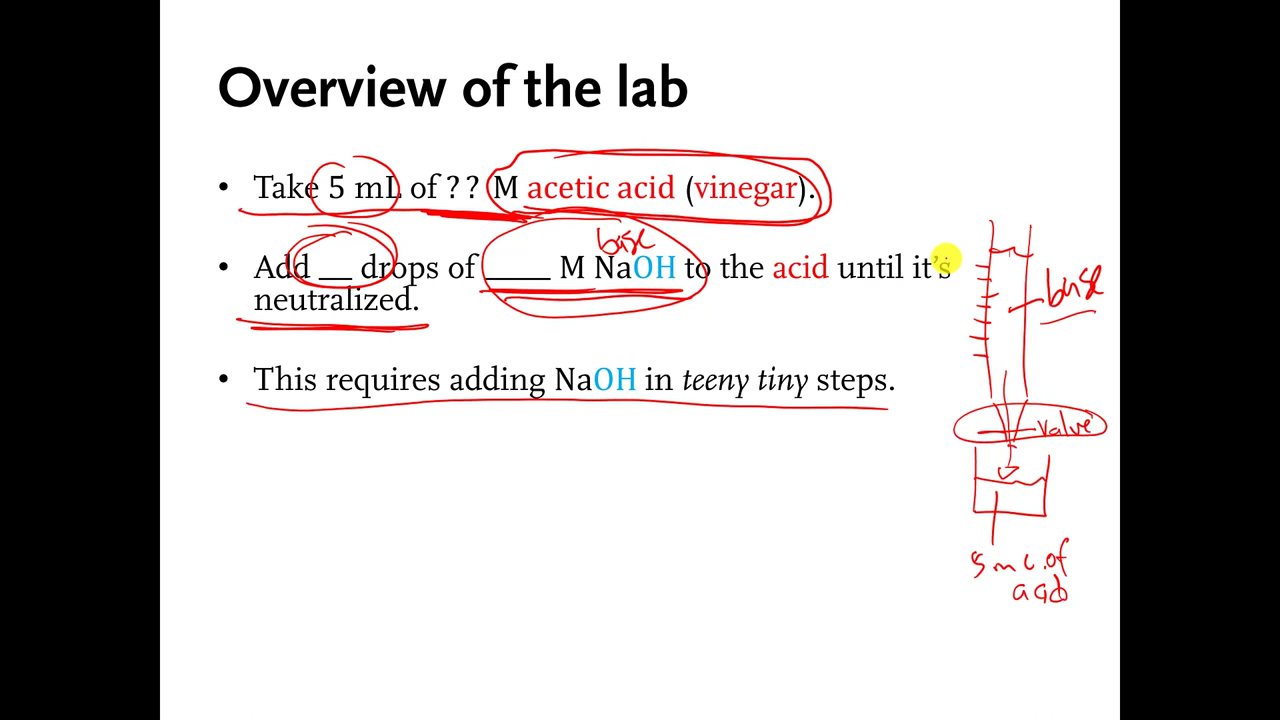 Overview of the lab
• Take 5 mL of ? ? M acetic acid (vinegar).
base
• Add __ drops of ____ M NaOH to the acid until it's
neutralized.
• This requires adding NaOH in teeny tiny steps.
base
valve
5 mL of
acid